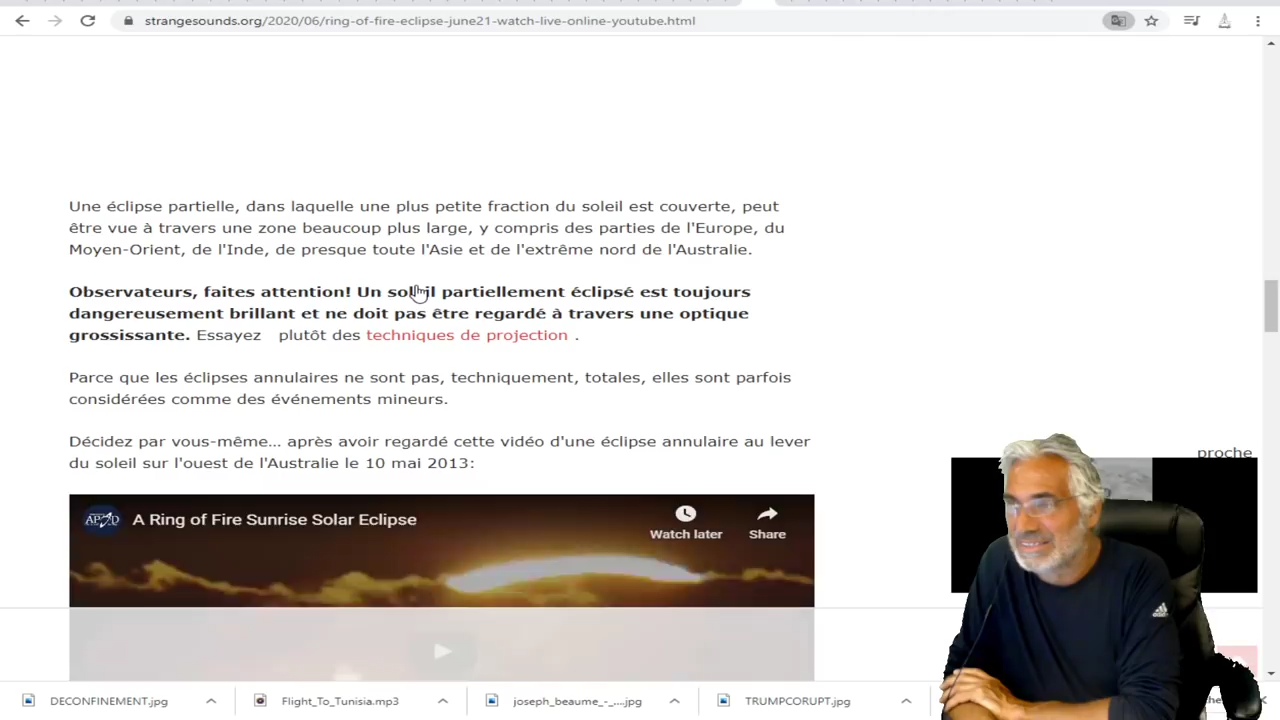 strangesounds.org/2020/06/ring-of-fire-eclipse-june21-watch-live-online-youtube.html
Une éclipse partielle, dans laquelle une plus petite fraction du soleil est couverte, peut
être vue à travers une zone beaucoup plus large, y compris des parties de l'Europe, du
Moyen-Orient, de l'Inde, de presque toute l'Asie et de l'extrême nord de l'Australie.
Observateurs, faites attention! Un soleil partiellement éclipsé est toujours
dangereusement brillant et ne doit pas être regardé à travers une optique
grossissante. Essayez plutôt des techniques de projection .
Parce que les éclipses annulaires ne sont pas, techniquement, totales, elles sont parfois
considérées comme des événements mineurs.
Décidez par vous-même... après avoir regardé cette vidéo d'une éclipse annulaire au lever
du soleil sur l'ouest de l'Australie le 10 mai 2013:
proche
A Ring of Fire Sunrise Solar Eclipse
Watch later
Share
adidas
DECONFINEMENT.jpg
Flight_To_Tunisia.mp3
joseph_beaume_-_....jpg
TRUMPCORUPT.jpg